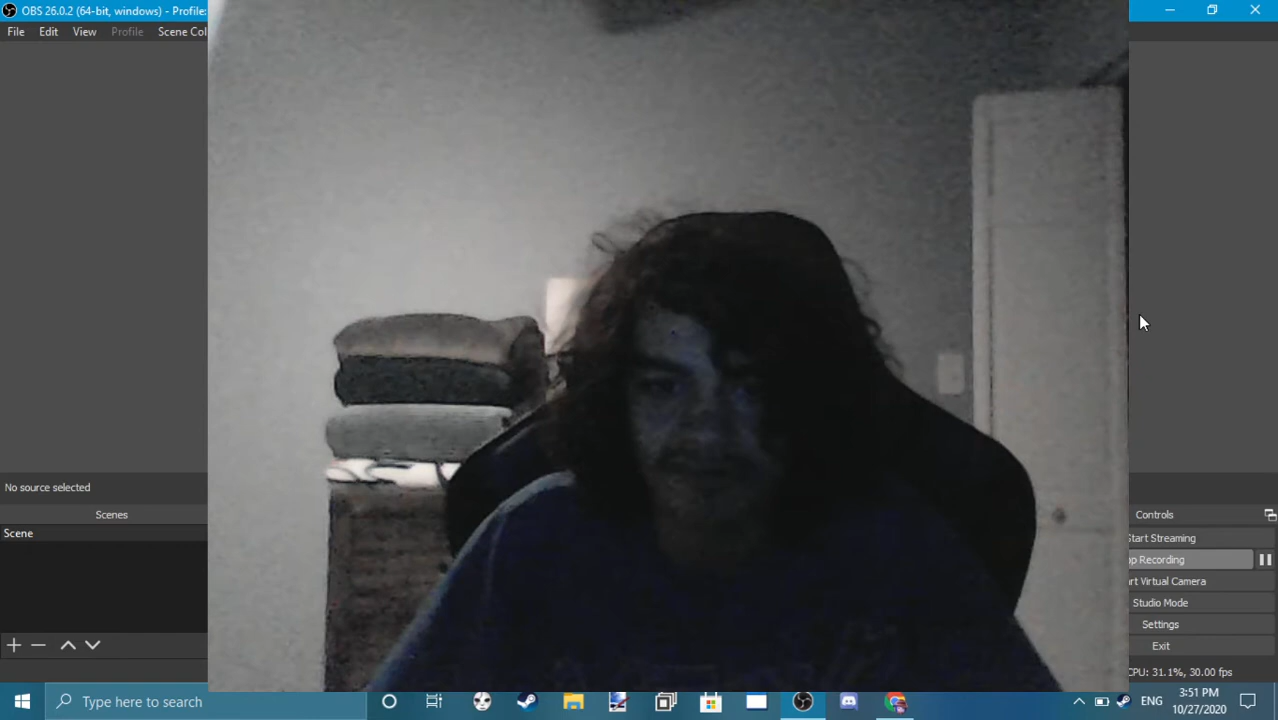 OBS 26.0.2 (64-bit, windows) - Profile:
File Edit View Profile Scene Col
No source selected
Scenes
Scene
Controls
Start Streaming
op Recording
rt Virtual Camera
Studio Mode
Settings
Exit
CPU: 31.1%, 30.00 fps
Type here to search
ENG
3:51 PM
10/27/2020